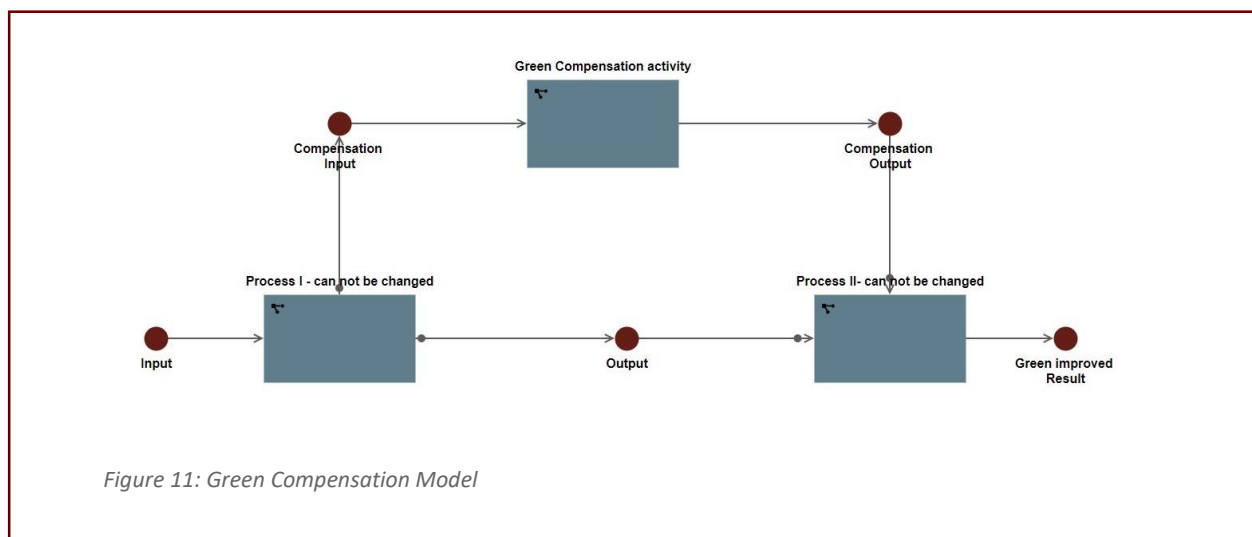 Green Compensation activity
Compensation
Input
Compensation
Output
Process I - can not be changed
Process II- can not be changed
Input
Output
Green improved
Result
Figure 11: Green Compensation Model